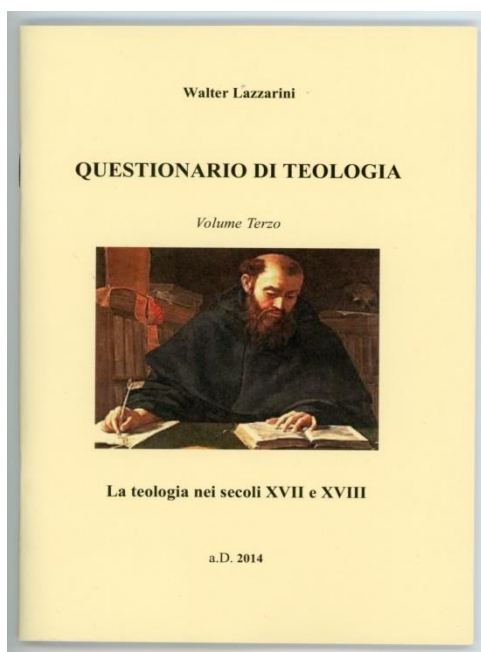 Walter Lazzarini
QUESTIONARIO DI TEOLOGIA
Volume Terzo
La teologia nei secoli XVII e XVIII
a.D. 2014